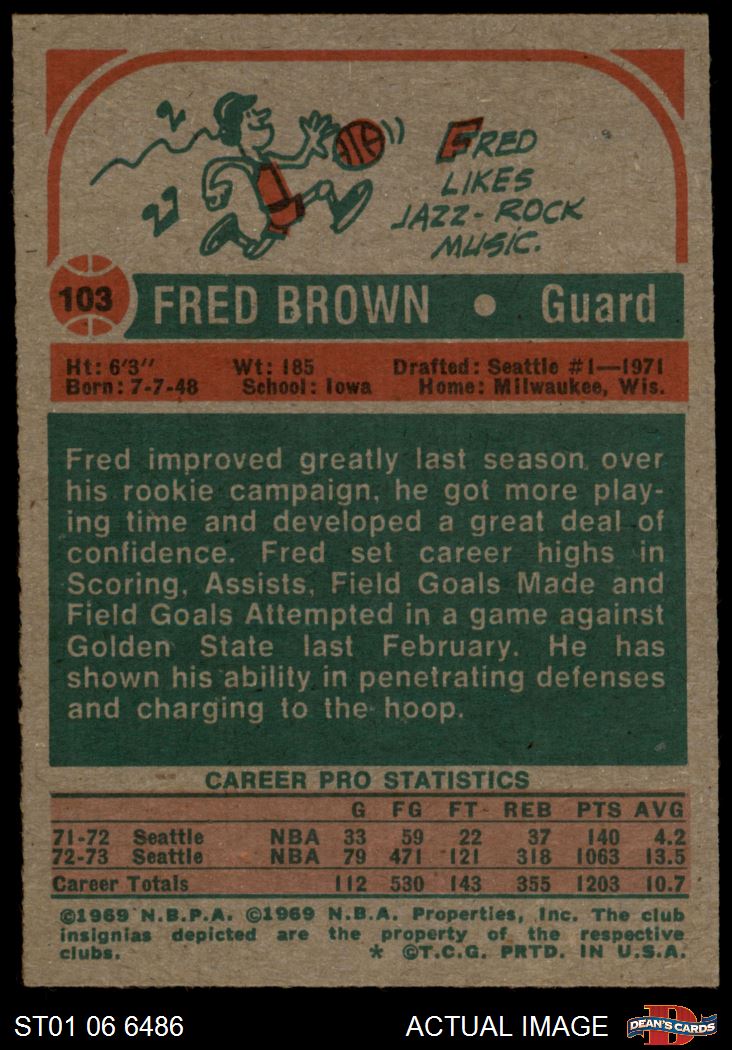 FRED
LIKES
JAZZ-ROCK
MUSIC.
103 FRED BROWN • Guard
Ht: 6'3" Wt: 185 Drafted: Seattle #1—1971
Born: 7-7-48 School: Iowa Home: Milwaukee, Wis.
Fred improved greatly last season over
his rookie campaign, he got more play-
ing time and developed a great deal of
confidence. Fred set career highs in
Scoring, Assists, Field Goals Made and
Field Goals Attempted in a game against
Golden State last February. He has
shown his ability in penetrating defenses
and charging to the hoop.
CAREER PRO STATISTICS
G FG FT REB PTS AVG
71-72 Seattle NBA 33 59 22 37 140 4.2
72-73 Seattle NBA 79 471 121 318 1063 13.5
Career Totals 112 530 143 355 1203 10.7
©1969 N.B.P.A. ©1969 N.B.A. Properties, Inc. The club
insignias depicted are the property of the respective
clubs. * ©T.C.G. PRTD. IN U.S.A.
ST01 06 6486 ACTUAL IMAGE DEAN'S CARDS